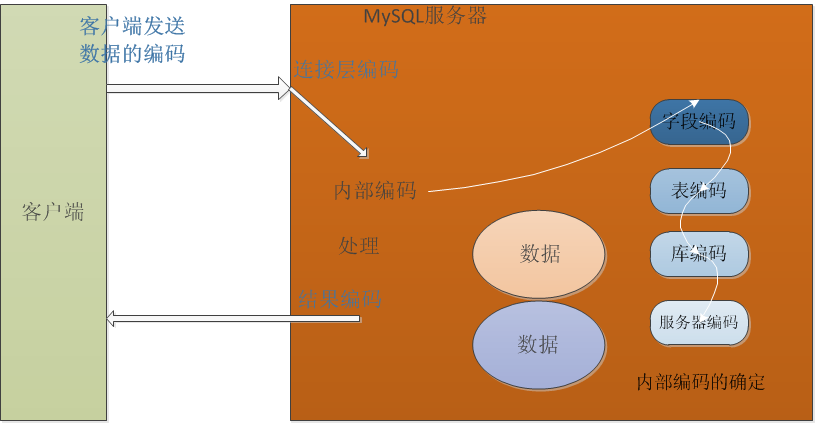 客户端发送
数据的编码
MySQL服务器
连接层编码
字段编码
内部编码
表编码
客户端
处理
数据
库编码
结果编码
服务器编码
数据
内部编码的确定